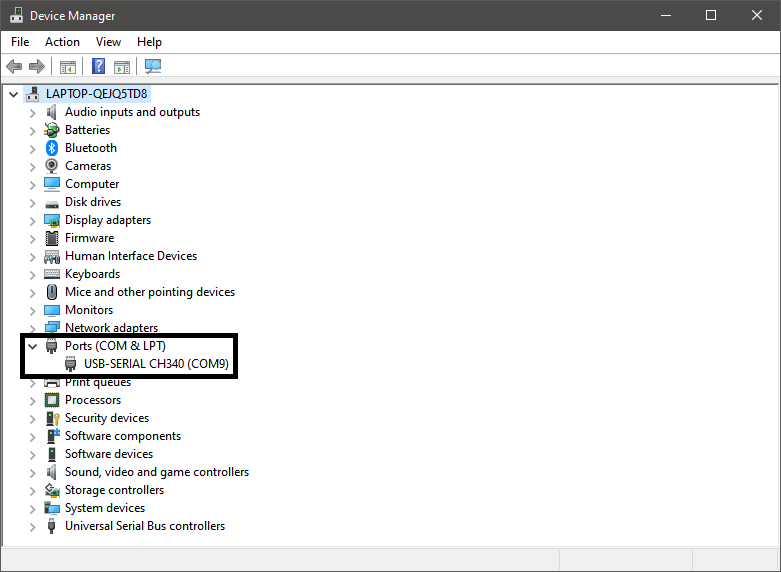 Device Manager
File Action View Help
LAPTOP-QEJQ5TD8
Audio inputs and outputs
Batteries
Bluetooth
Cameras
Computer
Disk drives
Display adapters
Firmware
Human Interface Devices
Keyboards
Mice and other pointing devices
Monitors
Network adapters
Ports (COM & LPT)
USB-SERIAL CH340 (COM9)
Print queues
Processors
Security devices
Software components
Software devices
Sound, video and game controllers
Storage controllers
System devices
Universal Serial Bus controllers